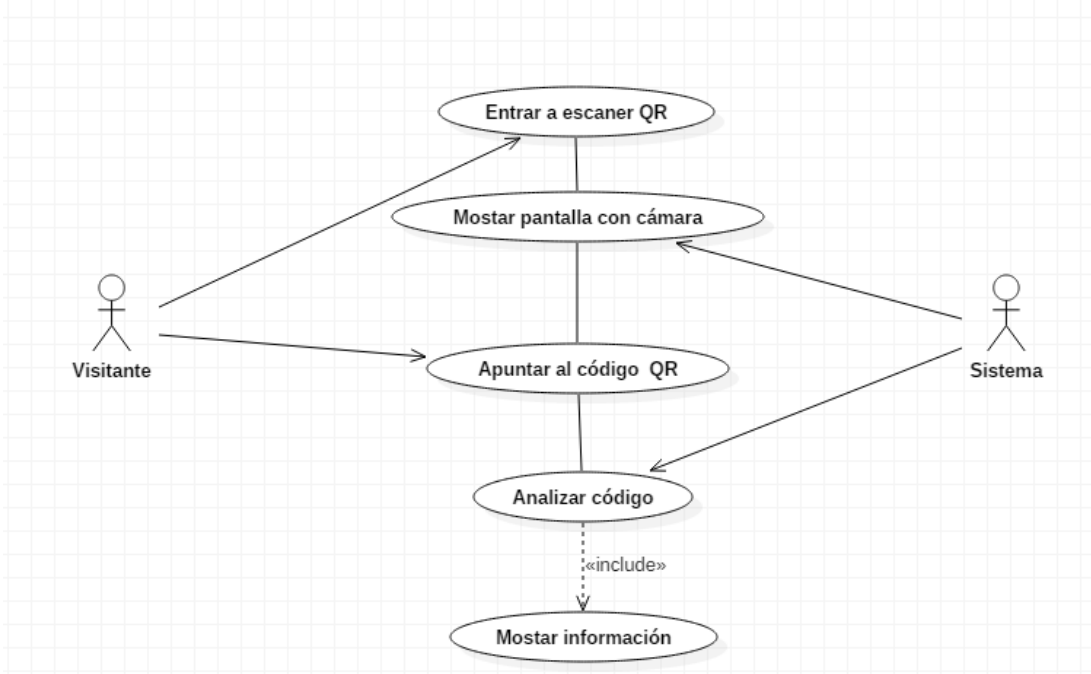 Entrar a escaner QR
Mostar pantalla con cámara
Visitante
Apuntar al código  QR
Sistema
Analizar código
«include»
Mostar información